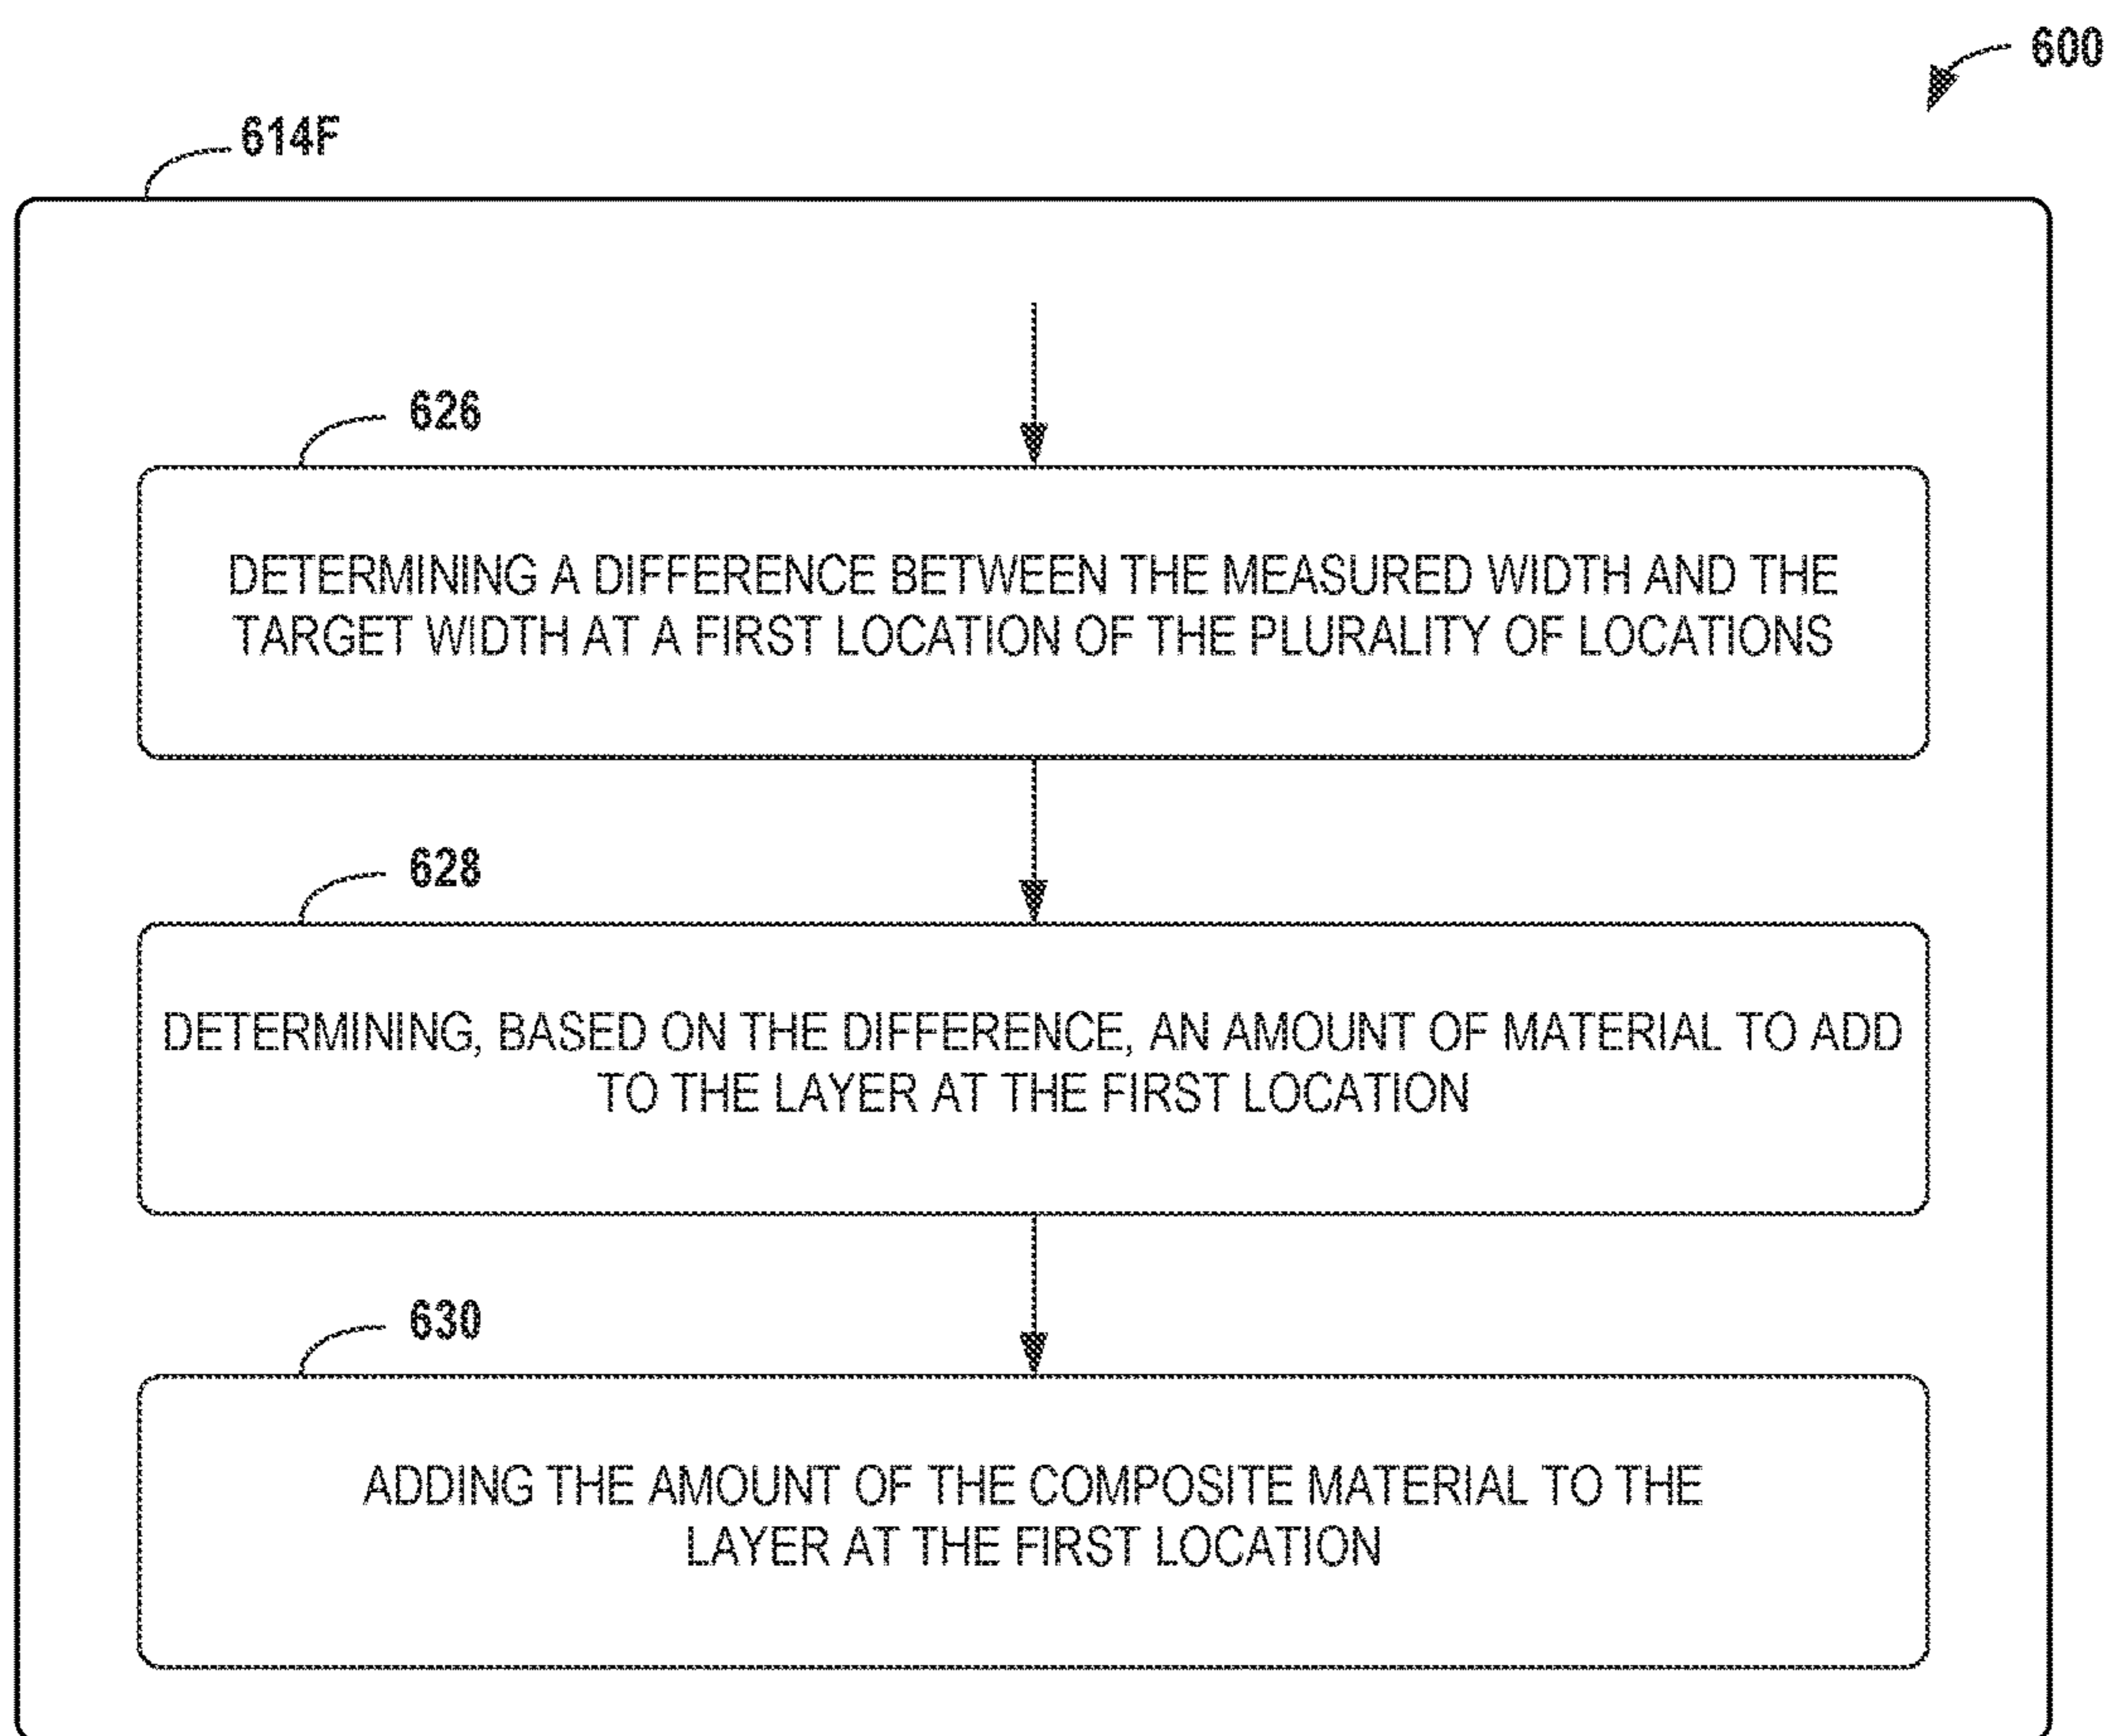 600
614F
626
DETERMINING A DIFFERENCE BETWEEN THE MEASURED WIDTH AND THE
TARGET WIDTH AT A FIRST LOCATION OF THE PLURALITY OF LOCATIONS
628
DETERMINING, BASED ON THE DIFFERENCE, AN AMOUNT OF MATERIAL TO ADD
TO THE LAYER AT THE FIRST LOCATION
630
ADDING THE AMOUNT OF THE COMPOSITE MATERIAL TO THE
LAYER AT THE FIRST LOCATION